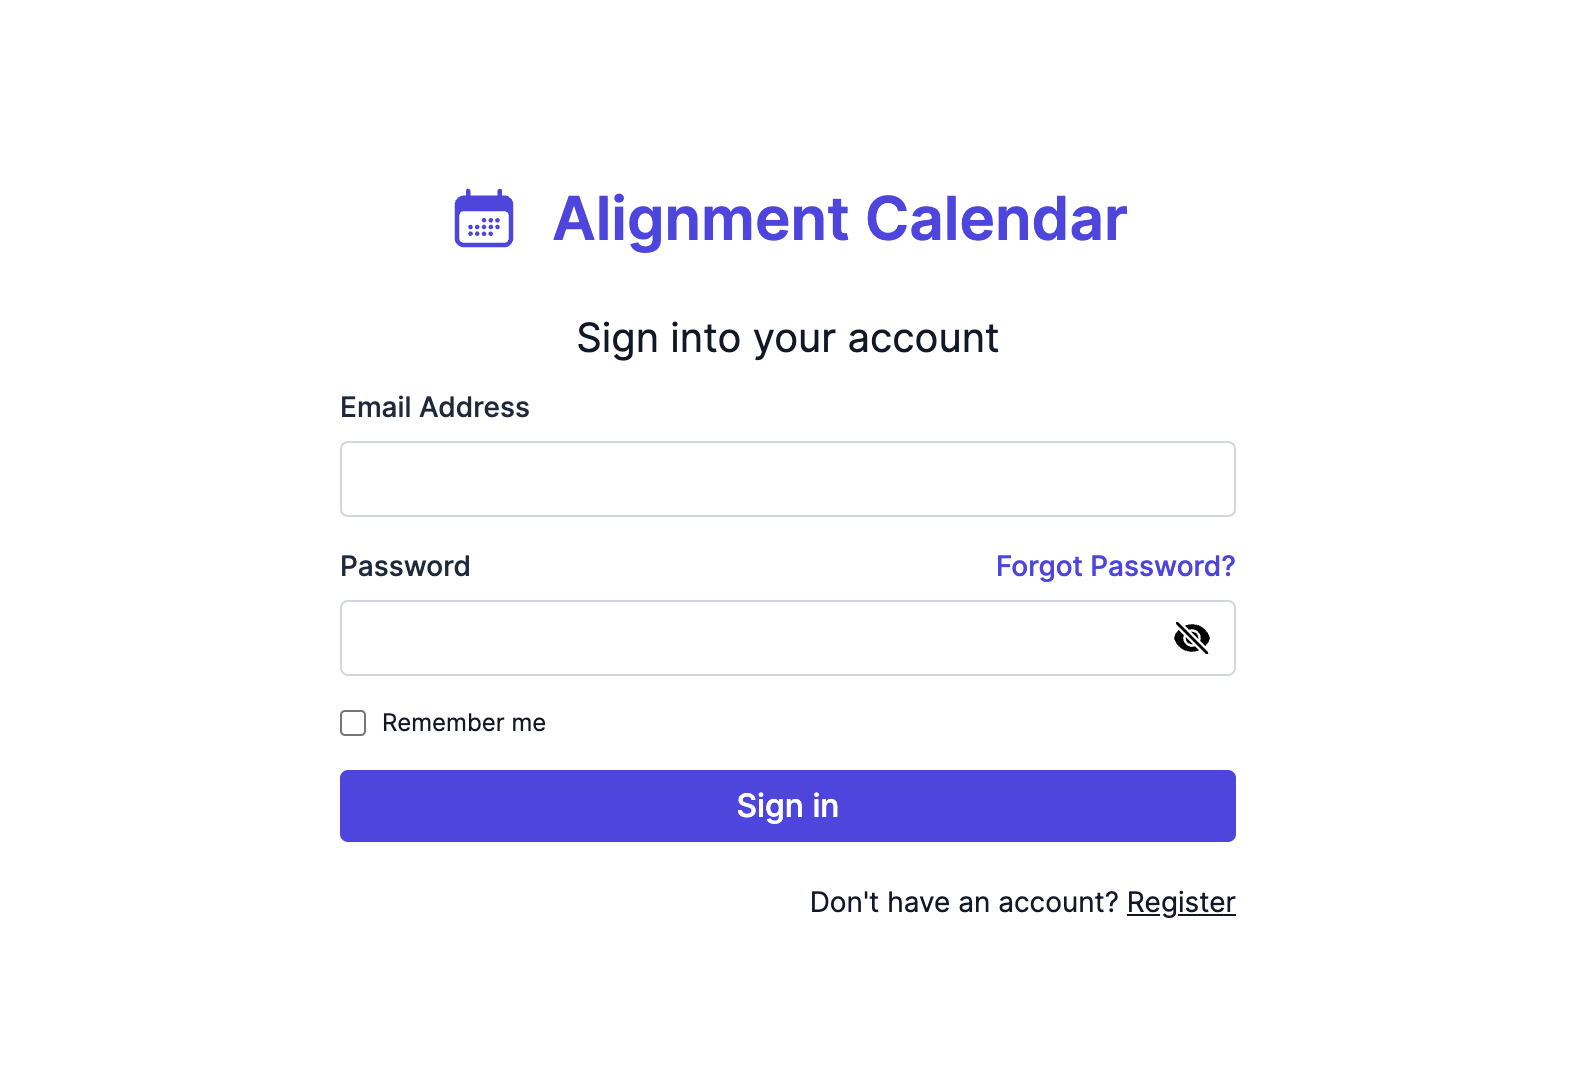 Alignment Calendar
Sign into your account
Email Address
Password
Forgot Password?
Remember me
Sign in
Don't have an account? Register